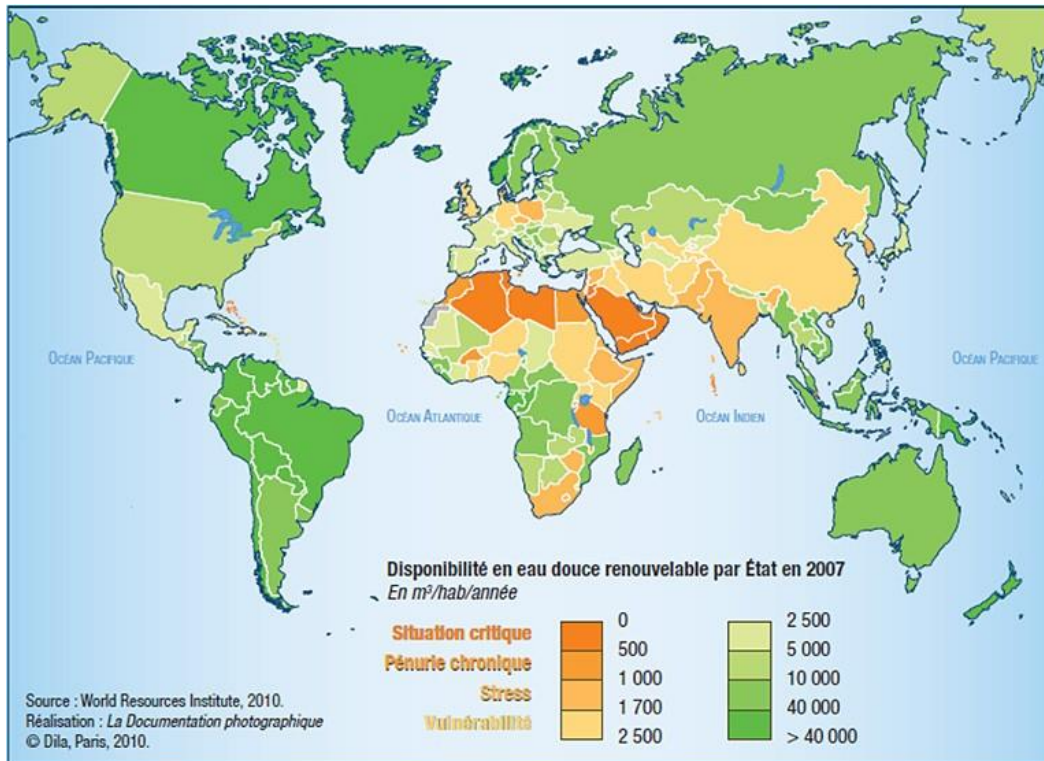 OCÉAN PACIFIQUE
OCÉAN ATLANTIQUE
OCÉAN INDIEN
OCÉAN PACIFIQUE
Disponibilité en eau douce renouvelable par État en 2007
En m³/hab/année
Situation critique
Pénurie chronique
Stress
Vulnérabilité
0
500
1 000
1 700
2 500
2 500
5 000
10 000
40 000
> 40 000
Source : World Resources Institute, 2010.
Réalisation : La Documentation photographique
© Dila, Paris, 2010.